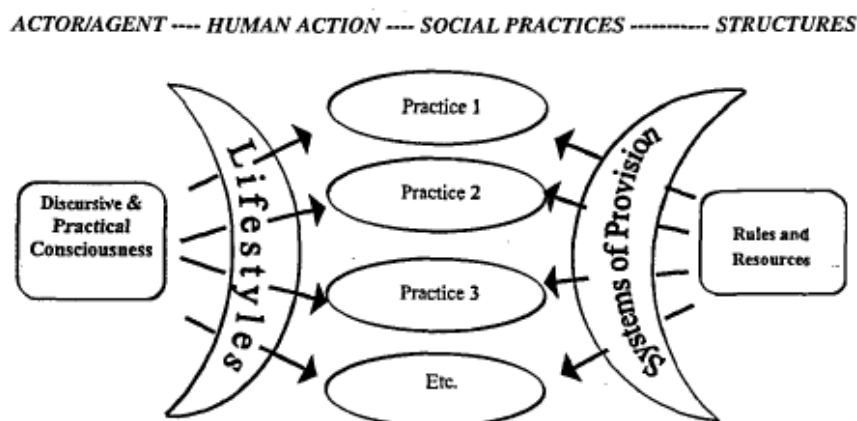 ACTOR/AGENT ---- HUMAN ACTION ---- SOCIAL PRACTICES ----------- STRUCTURES
Practice 1
Lifestyles
Systems of Provision
Discursive &
Practical
Consciousness
Practice 2
Rules and
Resources
Practice 3
Etc.